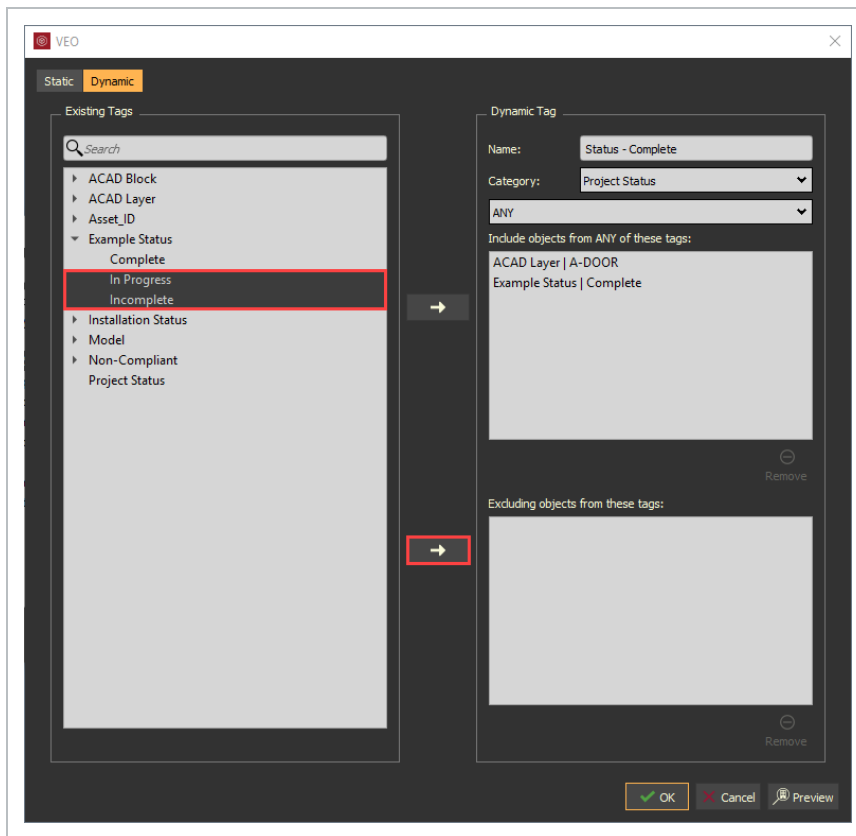 VEO
Static Dynamic
Existing Tags
Search
ACAD Block
ACAD Layer
Asset_ID
Example Status
Complete
In Progress
Incomplete
Installation Status
Model
Non-Compliant
Project Status
Dynamic Tag
Name: Status - Complete
Category: Project Status
ANY
Include objects from ANY of these tags:
ACAD Layer | A-DOOR
Example Status | Complete
Remove
Excluding objects from these tags:
Remove
OK Cancel Preview